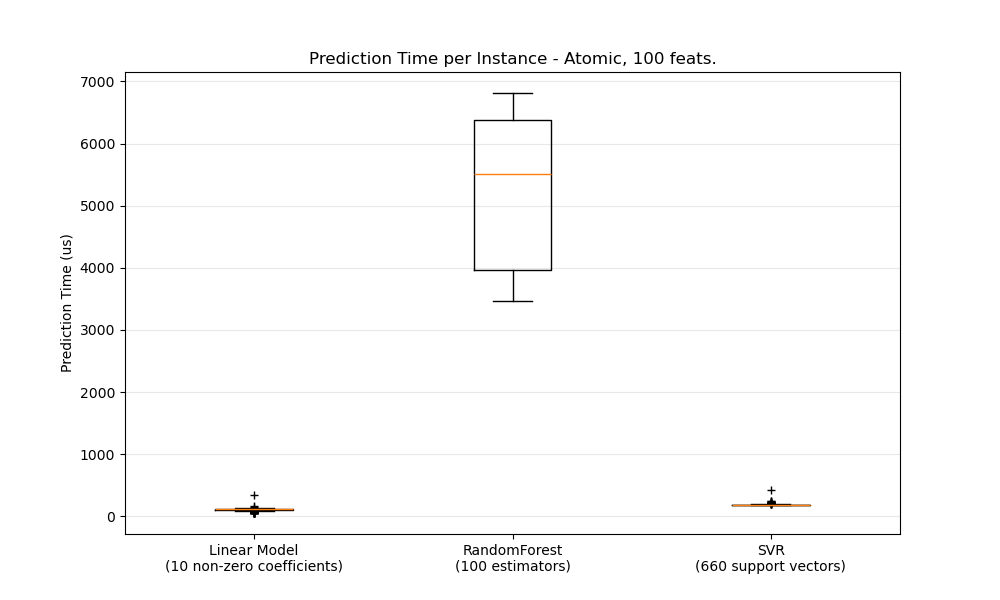 Prediction Time per Instance - Atomic, 100 feats.
7000
6000
5000
4000
3000
2000
1000
0
Prediction Time (us)
Linear Model
(10 non-zero coefficients)
RandomForest
(100 estimators)
SVR
(660 support vectors)